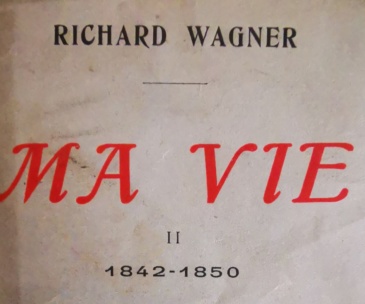 RICHARD WAGNER
MA VIE
II
1842-1850